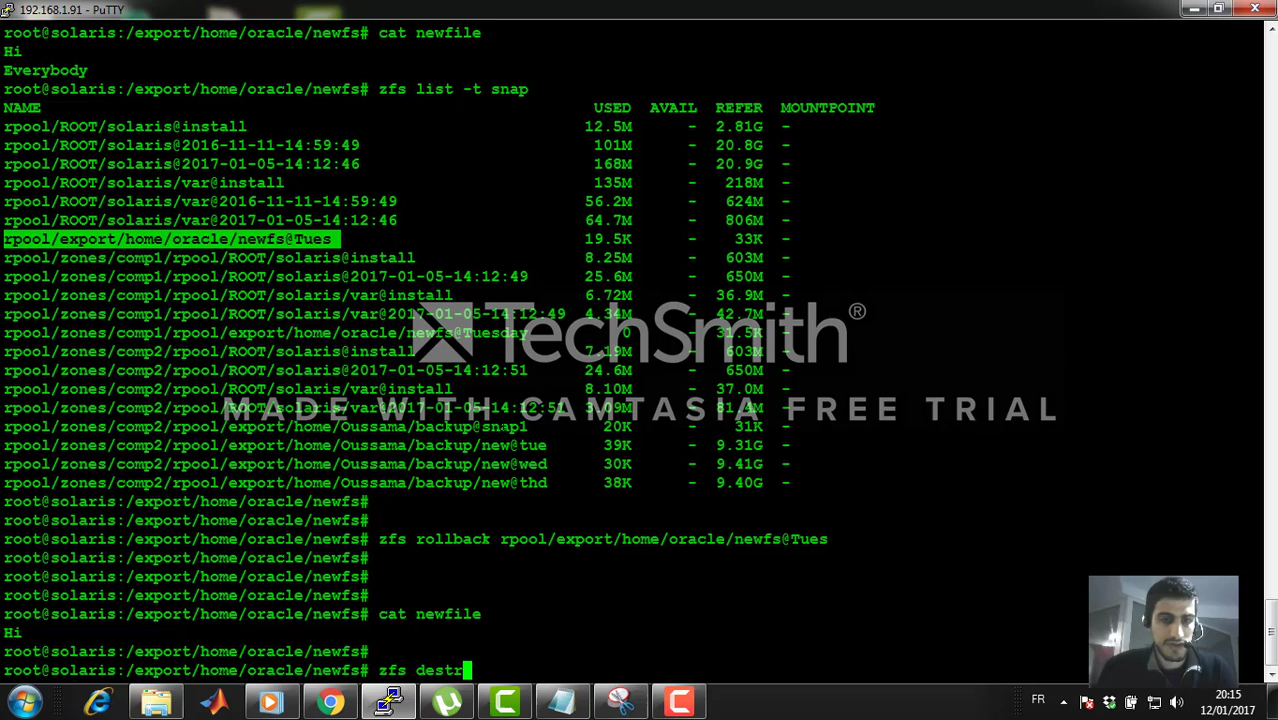 192.168.1.91 - PuTTY
root@solaris:/export/home/oracle/newfs# cat newfile
Hi
Everybody
root@solaris:/export/home/oracle/newfs# zfs list -t snap
NAME USED AVAIL REFER MOUNTPOINT
rpool/ROOT/solaris@install 12.5M - 2.81G -
rpool/ROOT/solaris@2016-11-11-14:59:49 101M - 20.8G -
rpool/ROOT/solaris@2017-01-05-14:12:46 168M - 20.9G -
rpool/ROOT/solaris/var@install 135M - 218M -
rpool/ROOT/solaris/var@2016-11-11-14:59:49 56.2M - 624M -
rpool/ROOT/solaris/var@2017-01-05-14:12:46 64.7M - 806M -
rpool/export/home/oracle/newfs@Tues 19.5K - 33K -
rpool/zones/comp1/rpool/ROOT/solaris@install 8.25M - 603M -
rpool/zones/comp1/rpool/ROOT/solaris@2017-01-05-14:12:49 25.6M - 650M -
rpool/zones/comp1/rpool/ROOT/solaris/var@install 6.72M - 36.9M -
rpool/zones/comp1/rpool/ROOT/solaris/var@2017-01-05-14:12:49 4.34M - 42.7M -
rpool/zones/comp1/rpool/export/home/oracle/newfs@Tuesday 0 - 31.5K -
rpool/zones/comp2/rpool/ROOT/solaris@install 7.19M - 603M -
rpool/zones/comp2/rpool/ROOT/solaris@2017-01-05-14:12:51 24.6M - 650M -
rpool/zones/comp2/rpool/ROOT/solaris/var@install 8.10M - 37.0M -
rpool/zones/comp2/rpool/ROOT/solaris/var@2017-01-05-14:12:51 - -
rpool/zones/comp2/rpool/export/home/Oussama/backup@snap1 20K - 31K -
rpool/zones/comp2/rpool/export/home/Oussama/backup/new@tue 39K - 9.31G -
rpool/zones/comp2/rpool/export/home/Oussama/backup/new@wed 30K - 9.41G -
rpool/zones/comp2/rpool/export/home/Oussama/backup/new@thd 38K - 9.40G -
root@solaris:/export/home/oracle/newfs#
root@solaris:/export/home/oracle/newfs#
root@solaris:/export/home/oracle/newfs# zfs rollback rpool/export/home/oracle/newfs@Tues
root@solaris:/export/home/oracle/newfs#
root@solaris:/export/home/oracle/newfs#
root@solaris:/export/home/oracle/newfs#
root@solaris:/export/home/oracle/newfs# cat newfile
Hi
root@solaris:/export/home/oracle/newfs#
root@solaris:/export/home/oracle/newfs# zfs destr
TechSmith®
MADE WITH CAMTASIA FREE TRIAL
FR
20:15
12/01/2017